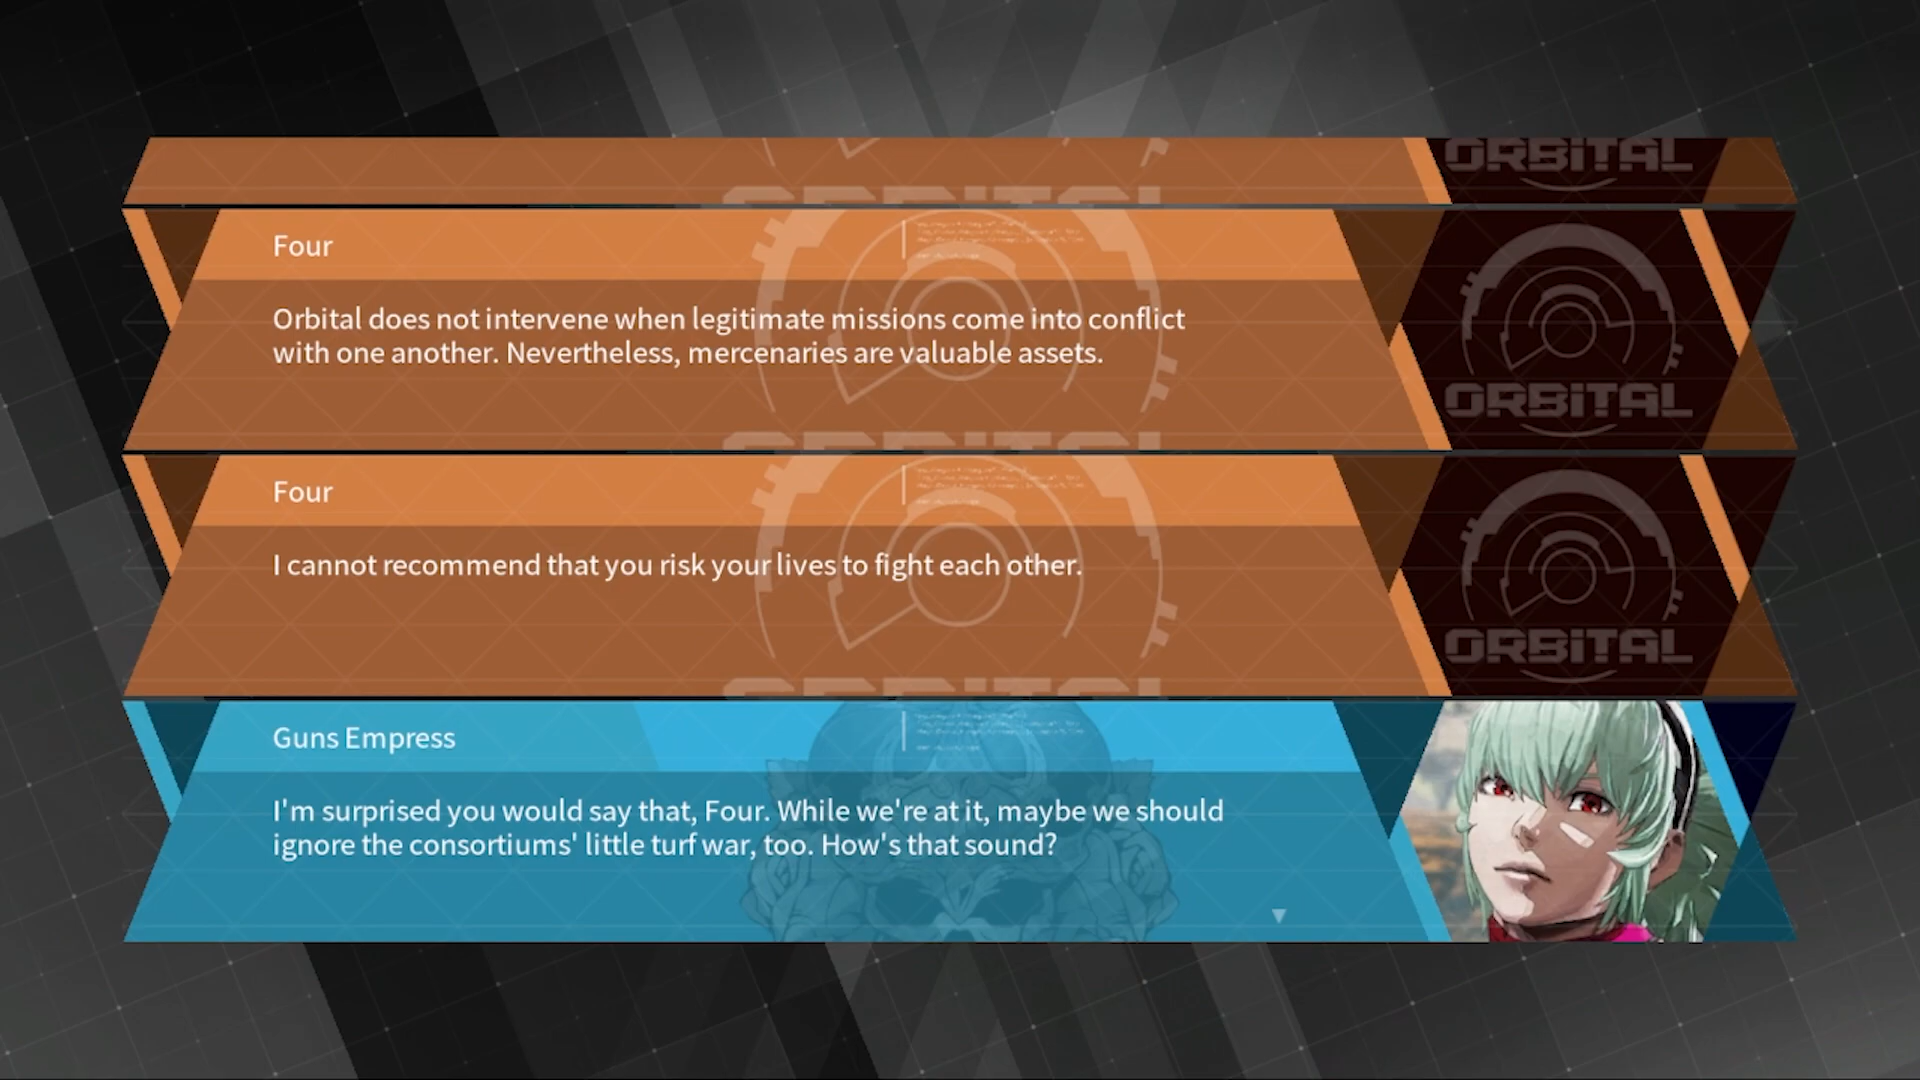 ORBITAL
Four
Orbital does not intervene when legitimate missions come into conflict
with one another. Nevertheless, mercenaries are valuable assets.
ORBITAL
Four
I cannot recommend that you risk your lives to fight each other.
ORBITAL
Guns Empress
I'm surprised you would say that, Four. While we're at it, maybe we should
ignore the consortiums' little turf war, too. How's that sound?